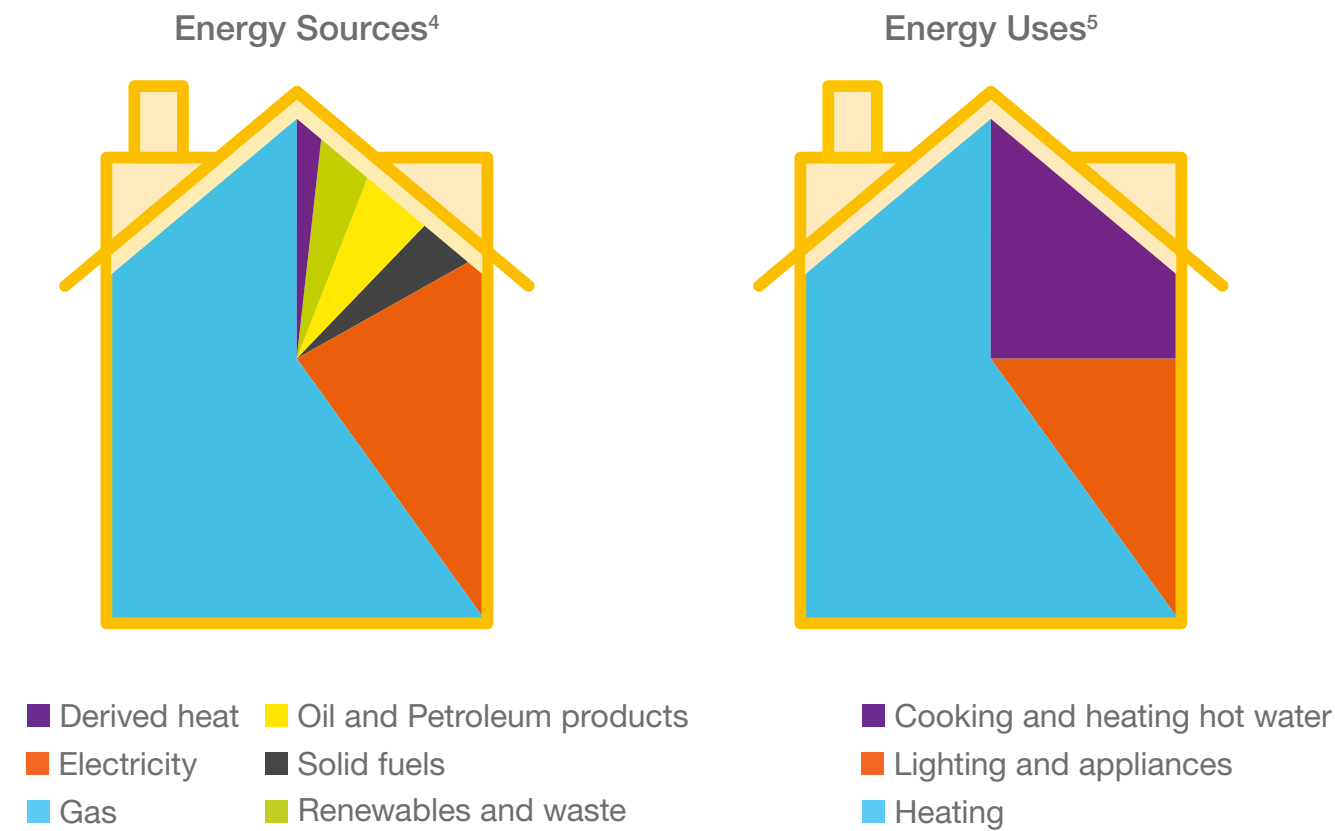 Energy Sources4
Energy Uses5
Derived heat
Oil and Petroleum products
Electricity
Solid fuels
Gas
Renewables and waste
Cooking and heating hot water
Lighting and appliances
Heating